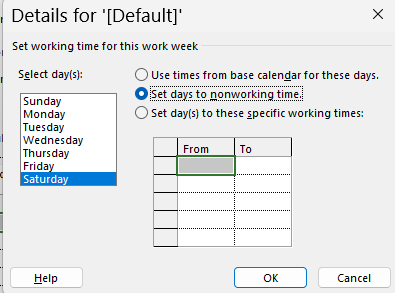 Details for '[Default]'
Set working time for this work week
Select day(s):
Use times from base calendar for these days.
Set days to nonworking time.
Set day(s) to these specific working times:
Sunday
Monday
Tuesday
Wednesday
Thursday
Friday
Saturday
From To
Help OK Cancel